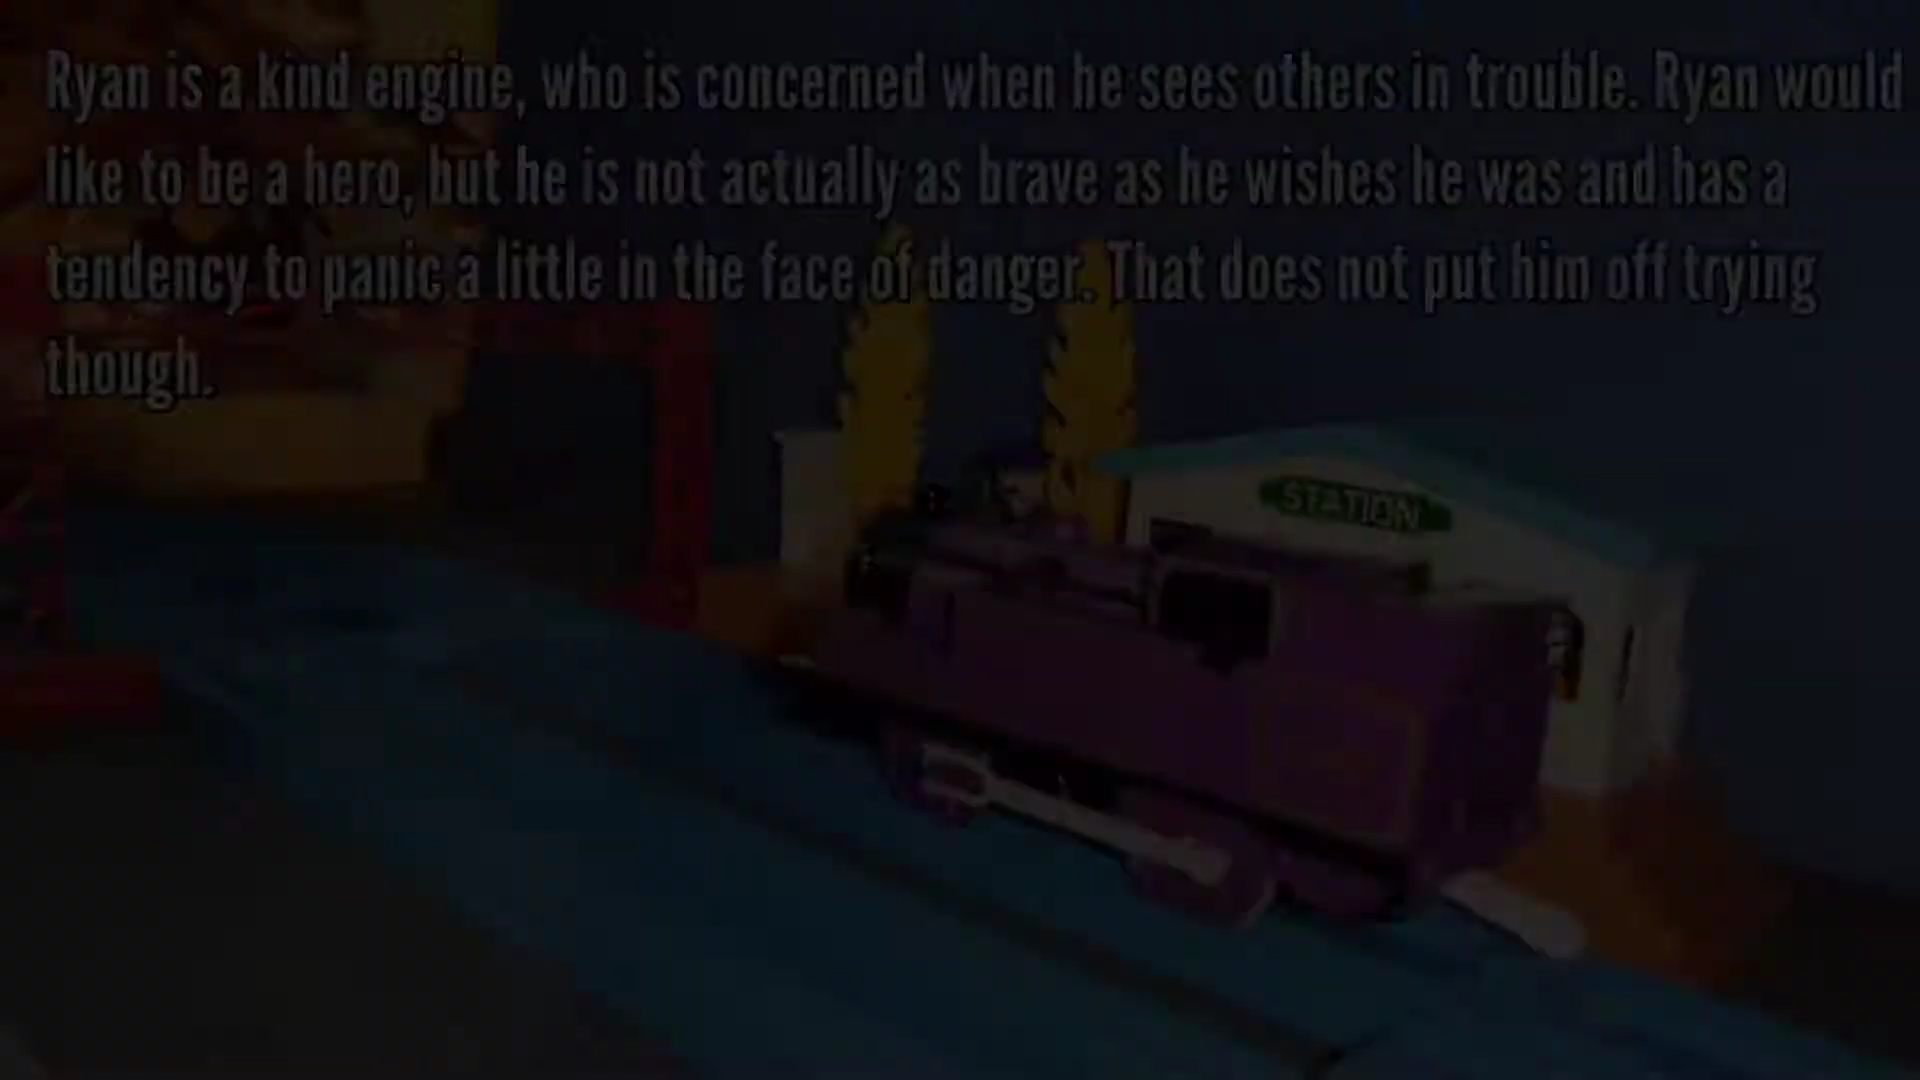 Ryan is a kind engine, who is concerned when he sees others in trouble. Ryan would
like to be a hero, but he is not actually as brave as he wishes he was and has a
tendency to panic a little in the face of danger. That does not put him off trying
though.
STATION